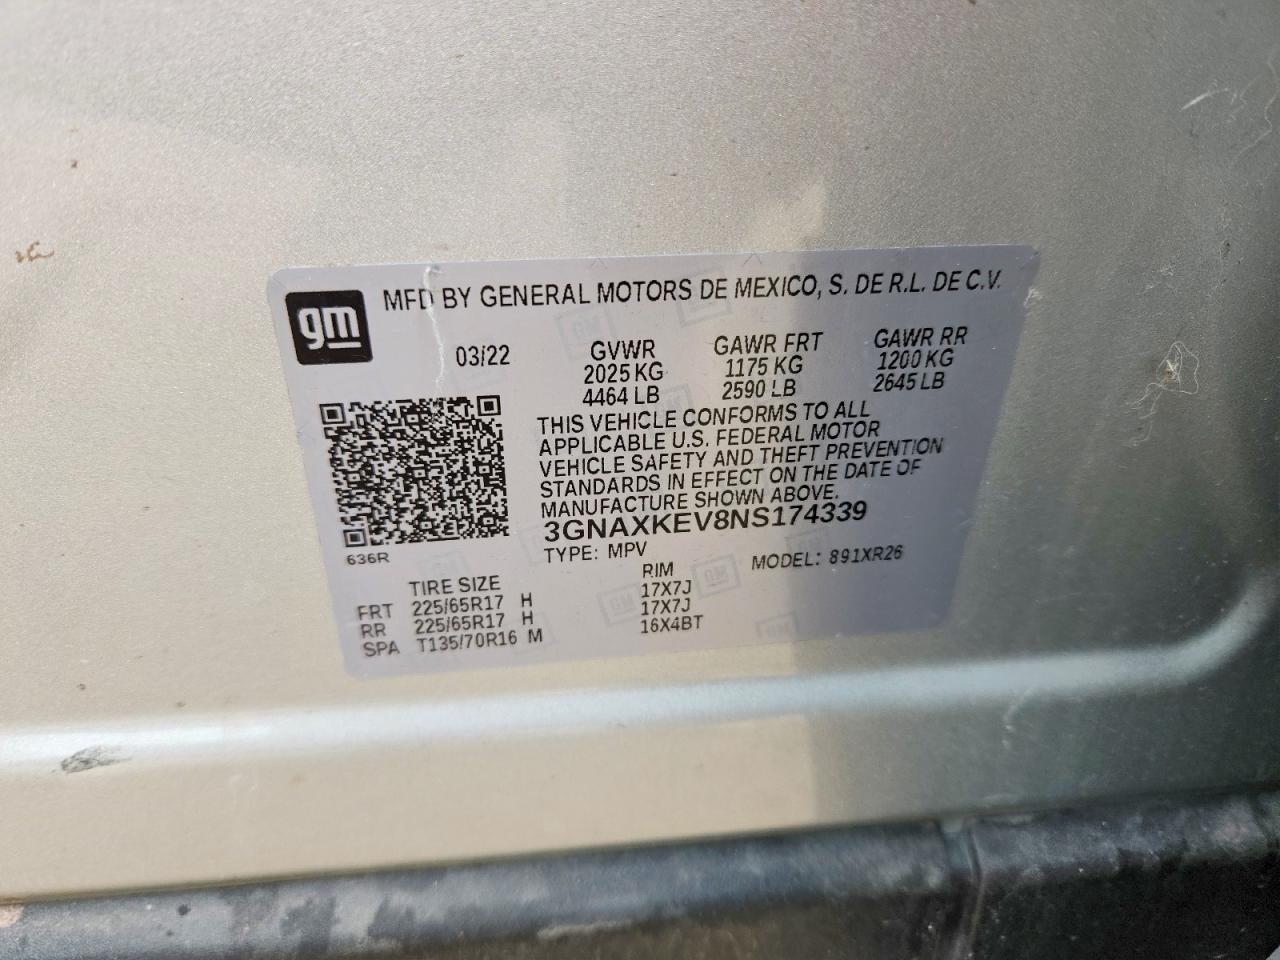 gm
MFD BY GENERAL MOTORS DE MEXICO, S. DE R.L. DE C.V.
03/22
GVWR GAWR FRT GAWR RR
2025 KG 1175 KG 1200 KG
4464 LB 2590 LB 2645 LB
THIS VEHICLE CONFORMS TO ALL
APPLICABLE U.S. FEDERAL MOTOR
VEHICLE SAFETY AND THEFT PREVENTION
STANDARDS IN EFFECT ON THE DATE OF
MANUFACTURE SHOWN ABOVE.
3GNAXKEV8NS174339
636R
TYPE: MPV MODEL: 891XR26
TIRE SIZE RIM
FRT 225/65R17 H 17X7J
RR 225/65R17 H 17X7J
SPA T135/70R16 M 16X4BT